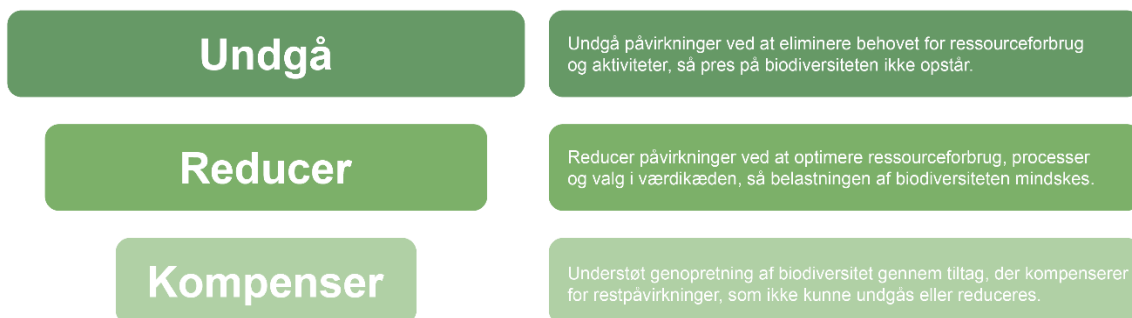 Undgå
Undgå påvirkninger ved at eliminere behovet for ressourceforbrug
og aktiviteter, så pres på biodiversiteten ikke opstår.
Reducer
Reducer påvirkninger ved at optimere ressourceforbrug, processer
og valg i værdikæden, så belastningen af biodiversiteten mindskes.
Kompenser
Understøt genopretning af biodiversitet gennem tiltag, der kompenserer
for restpåvirkninger, som ikke kunne undgås eller reduceres.